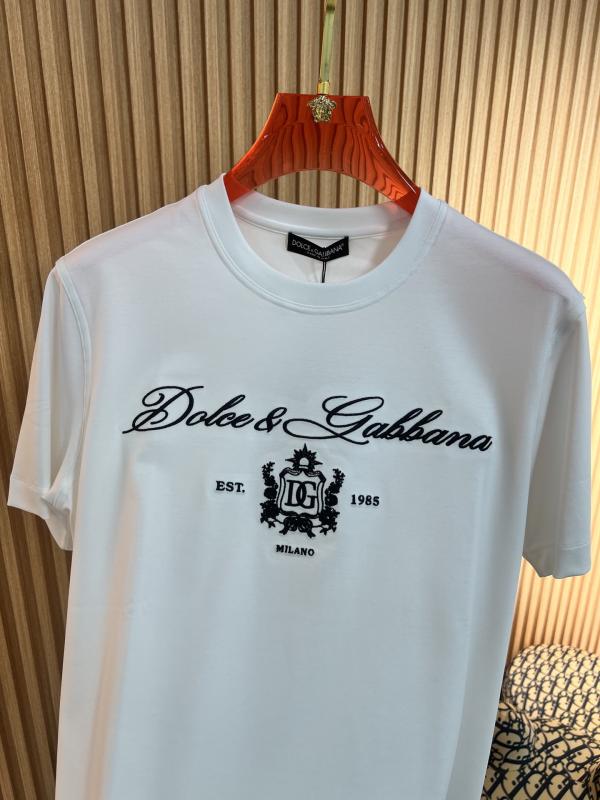 DOLCE & GABBANA
Dolce & Gabbana
EST. DG 1985
MILANO